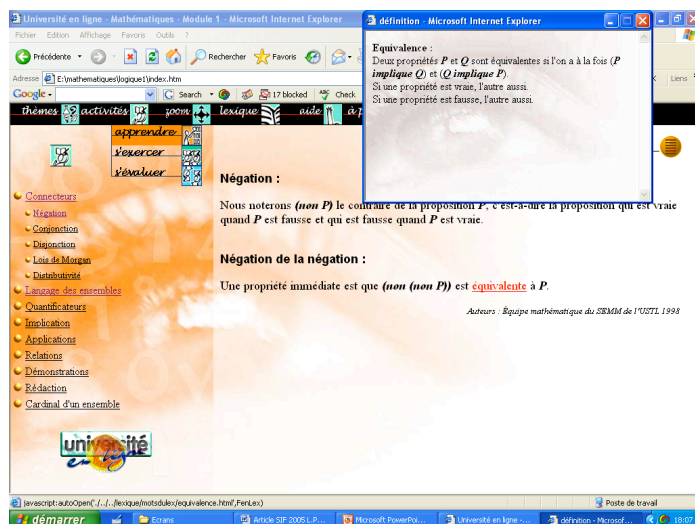 Université en ligne - Mathématiques - Module 1 - Microsoft Internet Explorer
Fichier Edition Affichage Favoris Outils ?
Précédente Rechercher Favoris
Adresse E:\mathematiques\logique1\index.htm Liens
Google Search 17 blocked Check
thèmes activités zoom lexique aide
apprendre
s'exercer
s'évaluer
définition - Microsoft Internet Explorer
Equivalence :
Deux propriétés P et Q sont équivalentes si l'on a à la fois (P
implique Q) et (Q implique P).
Si une propriété est vraie, l'autre aussi.
Si une propriété est fausse, l'autre aussi.
Connecteurs
Négation
Conjonction
Disjonction
Lois de Morgan
Distributivité
Langage des ensembles
Quantificateurs
Implication
Applications
Relations
Démonstrations
Rédaction
Cardinal d'un ensemble
université
en ligne
Négation :
Nous noterons (non P) le contraire de la proposition P, c'est-à-dire la proposition qui est vraie
quand P est fausse et qui est fausse quand P est vraie.
Négation de la négation :
Une propriété immédiate est que (non (non P)) est équivalente à P.
Auteurs : Équipe mathématique du SEMM de l'USTL 1998
javascript:autoOpen('./../../lexique/motsdulex/equivalence.html',FenLex) Poste de travail
démarrer Ecrans Article SIF 2005 L.P... Microsoft PowerPoi... Université en ligne -... définition - Microsof... 18:07